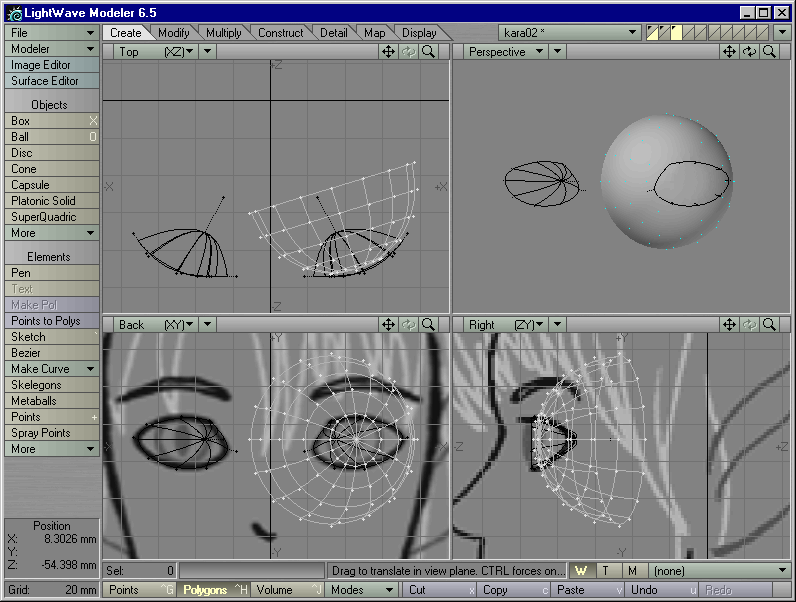 LightWave Modeler 6.5
File
Create Modify Multiply Construct Detail Map Display
kara02 *
Modeler
Top (XZ)
Perspective
Image Editor
Surface Editor
Objects
Box X
Ball O
Disc
Cone
Capsule
Platonic Solid
SuperQuadric
More
Elements
Pen
Text
Make Pol
Points to Polys
Sketch `
Bezier
Make Curve
Skelegons
Metaballs
Points +
Spray Points
More
Z
-X
+X
-Z
Back (XY)
Right (ZY)
+Y
+Y
-X
-Z
+Z
-Y
-Y
Position
X: 8.3026 mm
Y:
Z: -54.398 mm
Grid: 20 mm
Sel: 0
Drag to translate in view plane. CTRL forces on...
W T M (none)
Points ^G
Polygons ^H
Volume ^J
Modes
Cut x
Copy c
Paste v
Undo u
Redo